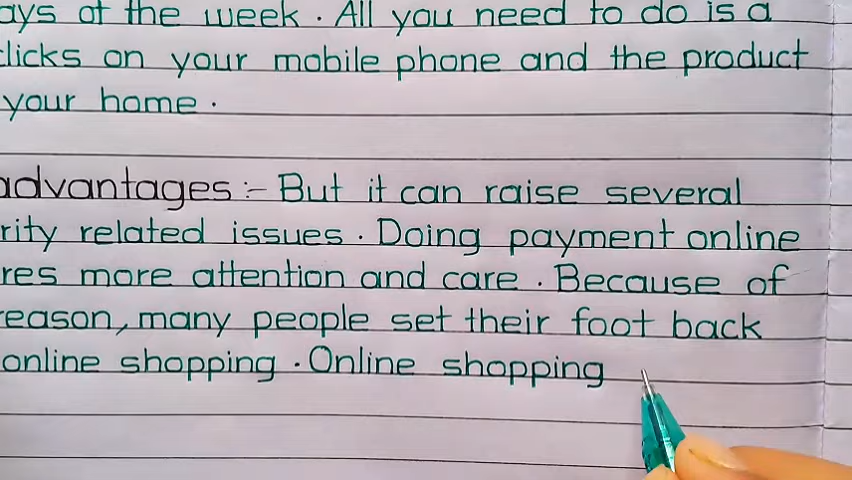 ays of the week. All you need to do is a
clicks on your mobile phone and the product
your home.
advantages :- But it can raise several
rity related issues. Doing payment online
res more attention and care. Because of
reason, many people set their foot back
online shopping. Online shopping